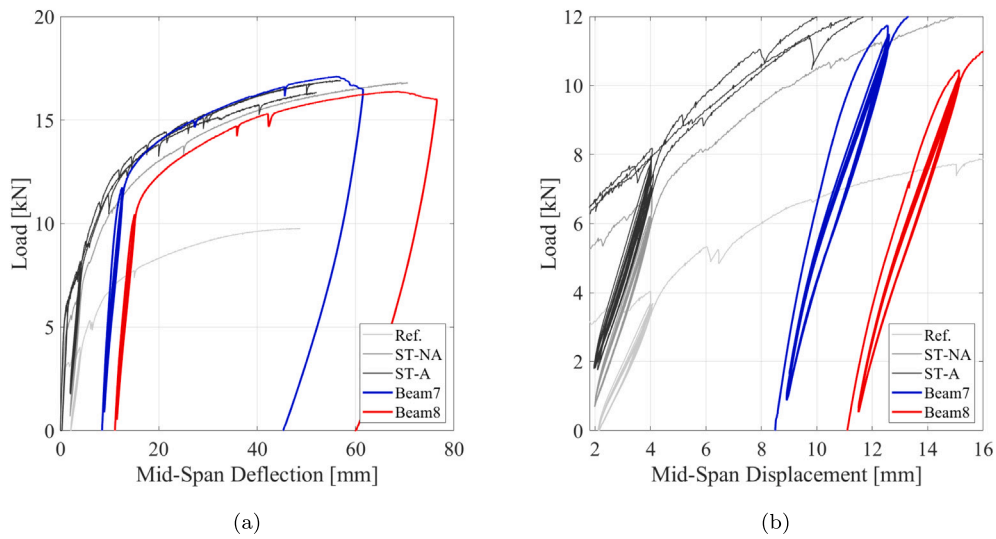 20
15
10
5
0
Load [kN]
0
20
40
60
80
Mid-Span Deflection [mm]
Ref.
ST-NA
ST-A
Beam7
Beam8
(a)
12
10
8
6
4
2
0
Load [kN]
2
4
6
8
10
12
14
16
Mid-Span Displacement [mm]
Ref.
ST-NA
ST-A
Beam7
Beam8
(b)